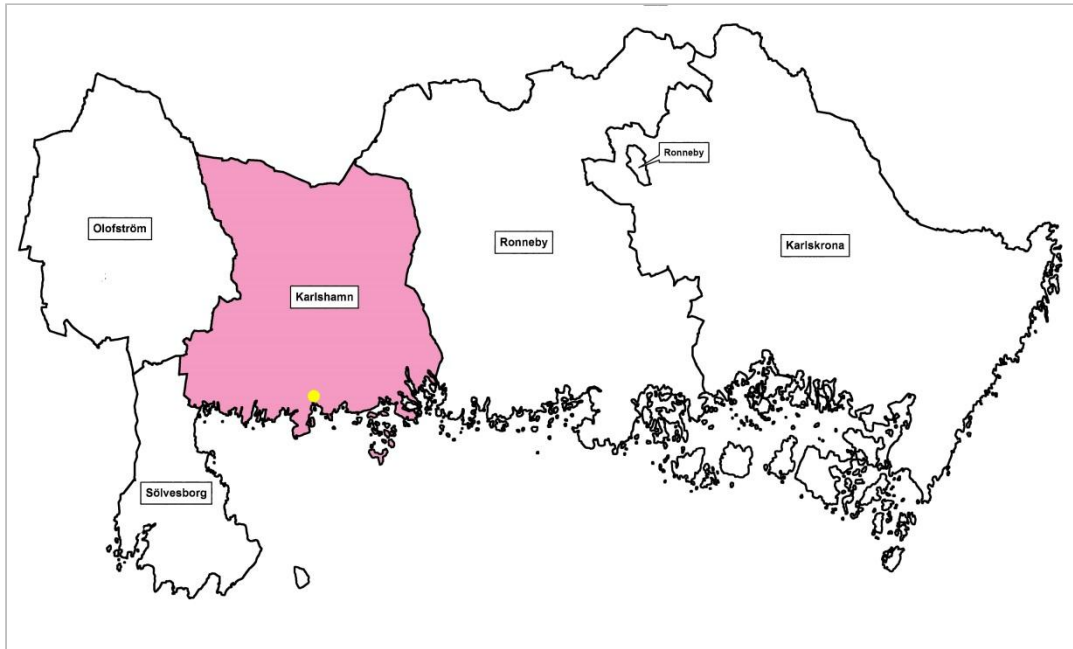 Ronneby
Olofström
Ronneby
Karlskrona
Karlshamn
Sölvesborg